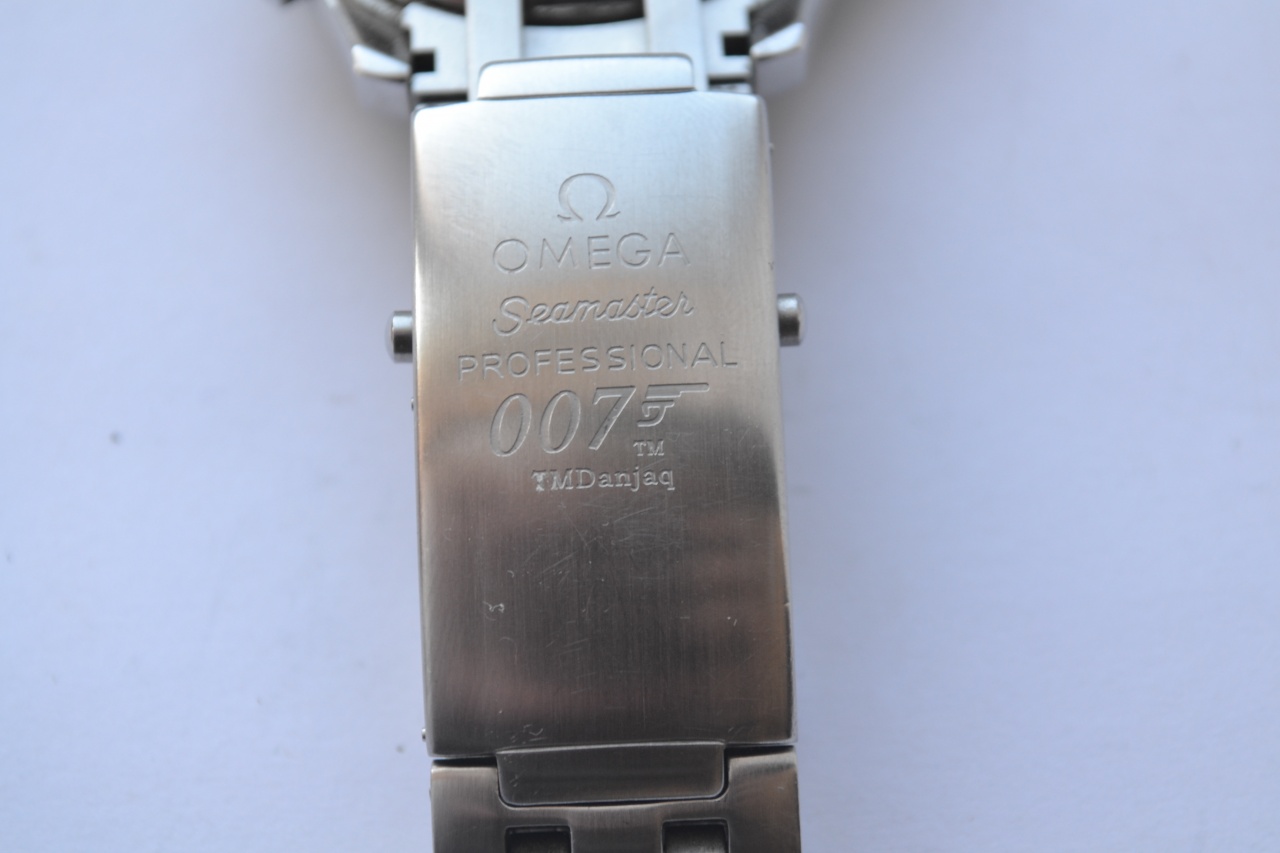 Ω
OMEGA
Seamaster
PROFESSIONAL
007
TM
TMDanjaq